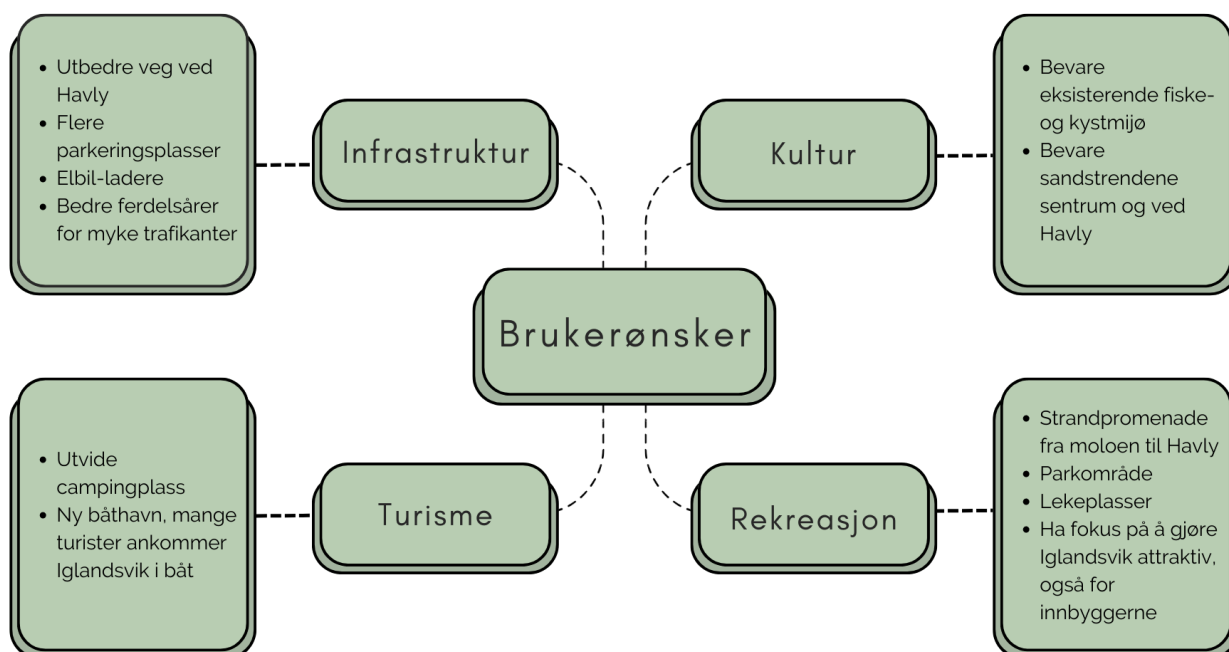 • Utbedre veg ved
Havly
• Flere
parkeringsplasser
• Elbil-ladere
• Bedre ferdelsårer
for myke trafikanter
Infrastruktur
Kultur
• Bevare
eksisterende fiske-
og kystmijø
• Bevare
sandstrendene
sentrum og ved
Havly
Brukerønsker
• Utvide
campingplass
• Ny båthavn, mange
turister ankommer
Iglandsvik i båt
Turisme
Rekreasjon
• Strandpromenade
fra moloen til Havly
• Parkområde
• Lekeplasser
• Ha fokus på å gjøre
Iglandsvik attraktiv,
også for
innbyggerne